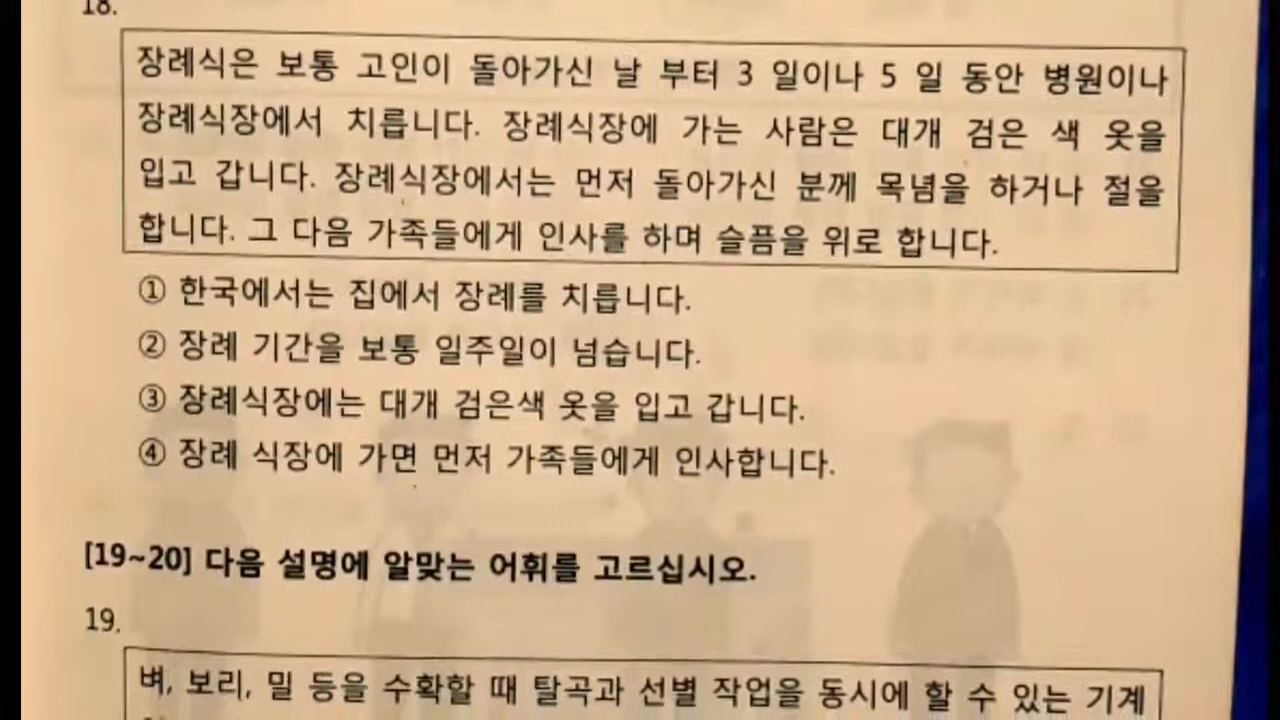 18.
장례식은 보통 고인이 돌아가신 날 부터 3 일이나 5 일 동안 병원이나
장례식장에서 치릅니다. 장례식장에 가는 사람은 대개 검은 색 옷을
입고 갑니다. 장례식장에서는 먼저 돌아가신 분께 목념을 하거나 절을
합니다. 그 다음 가족들에게 인사를 하며 슬픔을 위로 합니다.
① 한국에서는 집에서 장례를 치릅니다.
② 장례 기간을 보통 일주일이 넘습니다.
③ 장례식장에는 대개 검은색 옷을 입고 갑니다.
④ 장례 식장에 가면 먼저 가족들에게 인사합니다.
[19~20] 다음 설명에 알맞는 어휘를 고르십시오.
19.
벼, 보리, 밀 등을 수확할 때 탈곡과 선별 작업을 동시에 할 수 있는 기계